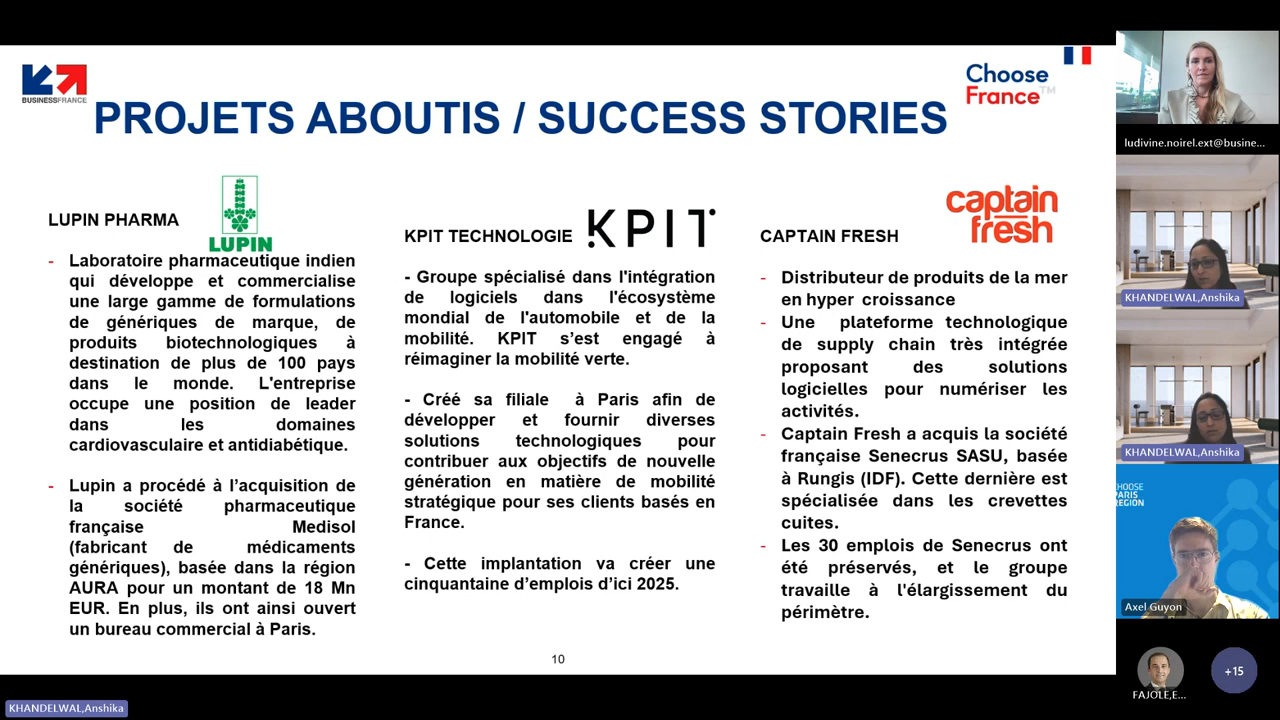 BUSINESSFRANCE
Choose
France™
PROJETS ABOUTIS / SUCCESS STORIES
LUPIN PHARMA
LUPIN
- Laboratoire pharmaceutique indien
qui développe et commercialise
une large gamme de formulations
de génériques de marque, de
produits biotechnologiques à
destination de plus de 100 pays
dans le monde. L'entreprise
occupe une position de leader
dans les domaines
cardiovasculaire et antidiabétique.
- Lupin a procédé à l’acquisition de
la société pharmaceutique
française Medisol
(fabricant de médicaments
génériques), basée dans la région
AURA pour un montant de 18 Mn
EUR. En plus, ils ont ainsi ouvert
un bureau commercial à Paris.
KPIT TECHNOLOGIE
KPIT
- Groupe spécialisé dans l'intégration
de logiciels dans l'écosystème
mondial de l'automobile et de la
mobilité. KPIT s’est engagé à
réimaginer la mobilité verte.
- Créé sa filiale à Paris afin de
développer et fournir diverses
solutions technologiques pour
contribuer aux objectifs de nouvelle
génération en matière de mobilité
stratégique pour ses clients basés en
France.
- Cette implantation va créer une
cinquantaine d’emplois d’ici 2025.
CAPTAIN FRESH
captain
fresh
- Distributeur de produits de la mer
en hyper croissance
- Une plateforme technologique
de supply chain très intégrée
proposant des solutions
logicielles pour numériser les
activités.
- Captain Fresh a acquis la société
française Senecrus SASU, basée
à Rungis (IDF). Cette dernière est
spécialisée dans les crevettes
cuites.
- Les 30 emplois de Senecrus ont
été préservés, et le groupe
travaille à l'élargissement du
périmètre.
10
ludivine.noirel.ext@busine...
KHANDELWAL,Anshika
KHANDELWAL,Anshika
CHOOSE
PARIS
REGION
Axel Guyon
FAJOLE,E...
+15
KHANDELWAL,Anshika